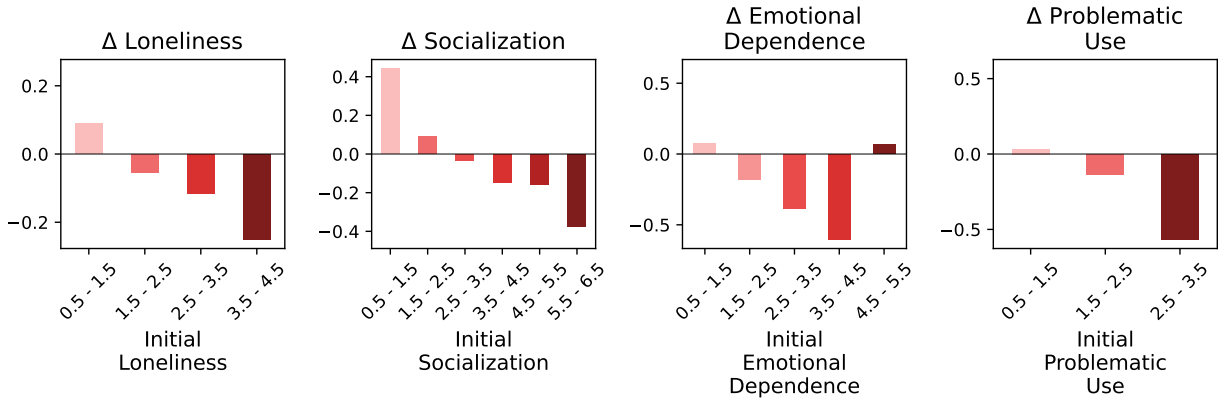 Δ Loneliness
0.2
0.0
−0.2
0.5 - 1.5
1.5 - 2.5
2.5 - 3.5
3.5 - 4.5
Initial
Loneliness
Δ Socialization
0.4
0.2
0.0
−0.2
−0.4
0.5 - 1.5
1.5 - 2.5
2.5 - 3.5
3.5 - 4.5
4.5 - 5.5
5.5 - 6.5
Initial
Socialization
Δ Emotional
Dependence
0.5
0.0
−0.5
0.5 - 1.5
1.5 - 2.5
2.5 - 3.5
3.5 - 4.5
4.5 - 5.5
Initial
Emotional
Dependence
Δ Problematic
Use
0.5
0.0
−0.5
0.5 - 1.5
1.5 - 2.5
2.5 - 3.5
Initial
Problematic
Use